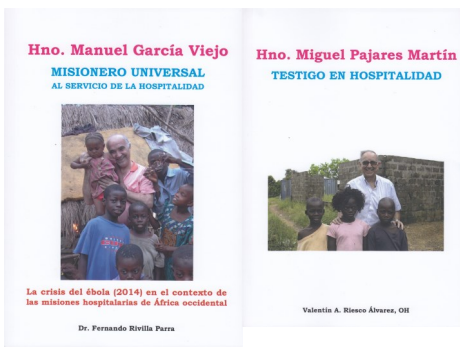 Hno. Manuel García Viejo
MISIONERO UNIVERSAL
AL SERVICIO DE LA HOSPITALIDAD
La crisis del ébola (2014) en el contexto de
las misiones hospitalarias de África occidental
Dr. Fernando Rivilla Parra
Hno. Miguel Pajares Martín
TESTIGO EN HOSPITALIDAD
Valentín A. Riesco Álvarez, OH